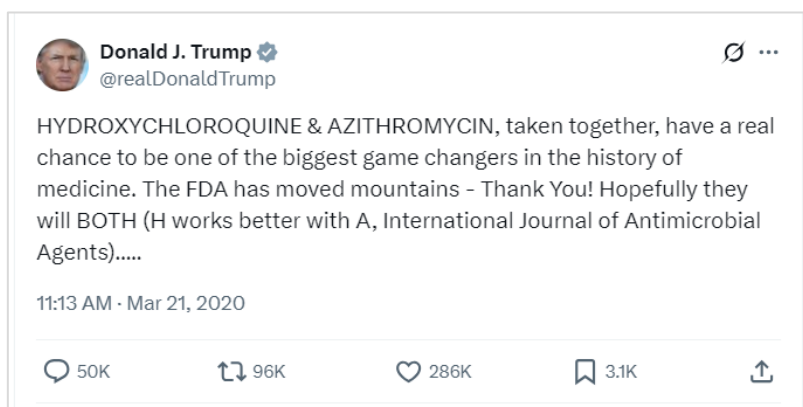 Donald J. Trump
@realDonaldTrump
HYDROXYCHLOROQUINE & AZITHROMYCIN, taken together, have a real
chance to be one of the biggest game changers in the history of
medicine. The FDA has moved mountains - Thank You! Hopefully they
will BOTH (H works better with A, International Journal of Antimicrobial
Agents).....
11:13 AM · Mar 21, 2020
50K 96K 286K 3.1K